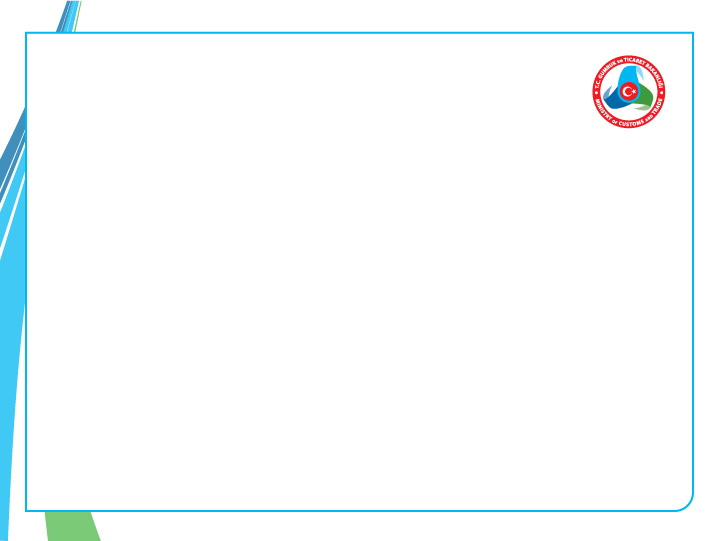 T.C. GÜMRÜK ve TİCARET BAKANLIĞI
MINISTRY OF CUSTOMS AND TRADE